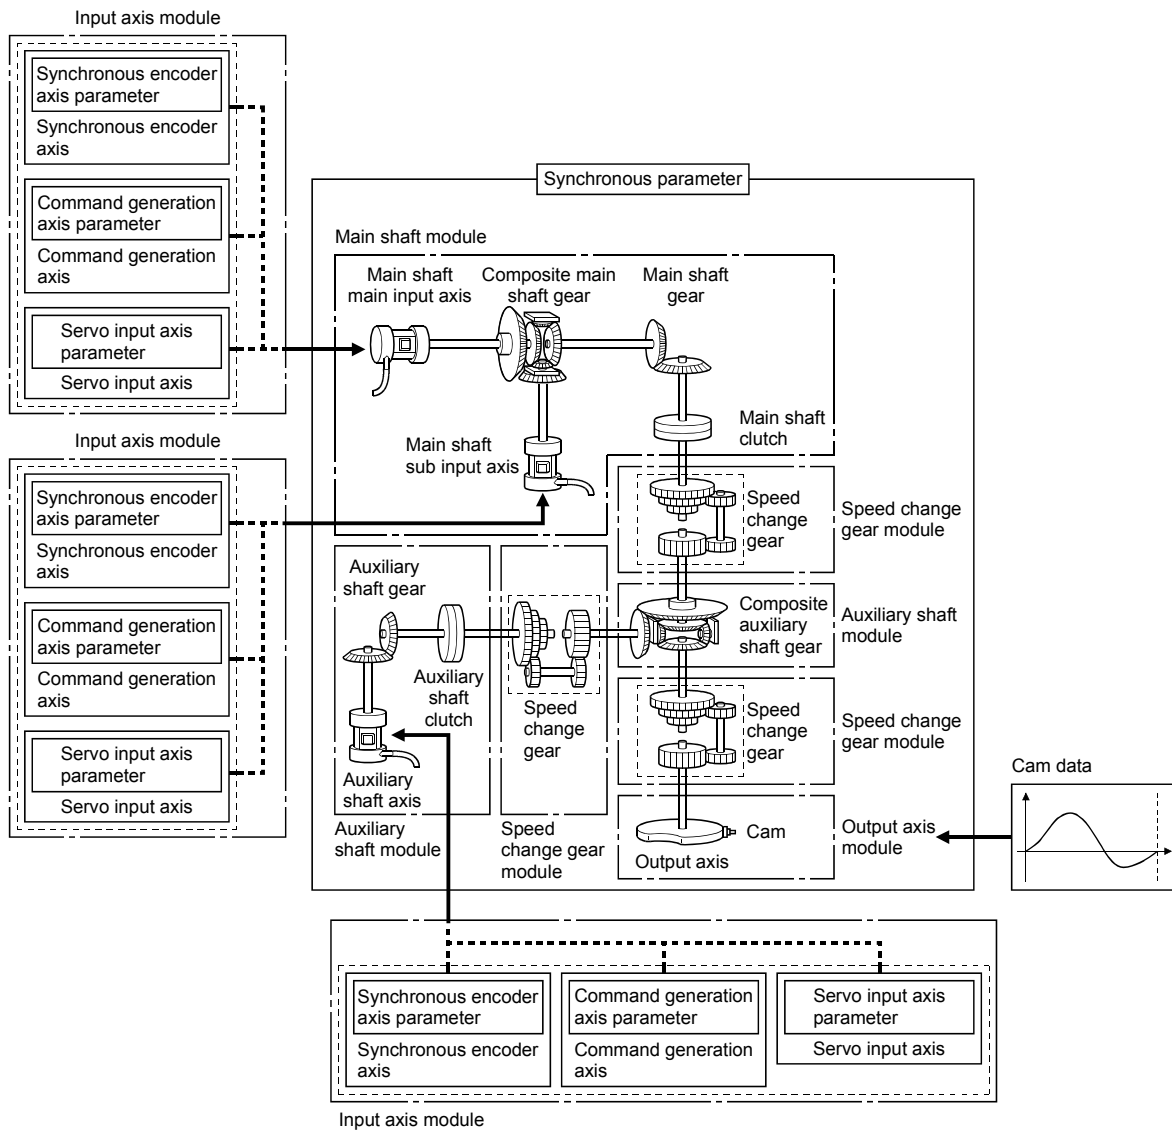 Input axis module
Synchronous encoder
axis parameter
Synchronous encoder
axis
Command generation
axis parameter
Command generation
axis
Servo input axis
parameter
Servo input axis
Input axis module
Synchronous encoder
axis parameter
Synchronous encoder
axis
Command generation
axis parameter
Command generation
axis
Servo input axis
parameter
Servo input axis
Synchronous parameter
Main shaft module
Main shaft
main input axis
Composite main
shaft gear
Main shaft
gear
Main shaft
sub input axis
Main shaft
clutch
Speed
change
gear
Speed change
gear module
Auxiliary
shaft gear
Auxiliary
shaft
clutch
Auxiliary
shaft axis
Auxiliary
shaft module
Speed
change
gear
Speed
change gear
module
Composite
auxiliary
shaft gear
Auxiliary shaft
module
Speed
change
gear
Speed change
gear module
Cam
Output axis
Output axis
module
Cam data
Synchronous encoder
axis parameter
Synchronous encoder
axis
Command generation
axis parameter
Command generation
axis
Servo input axis
parameter
Servo input axis
Input axis module